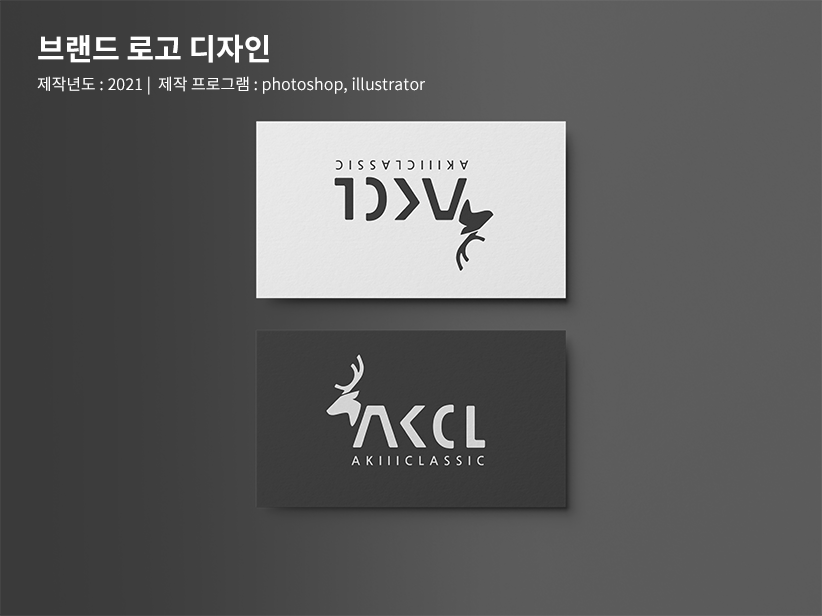 브랜드 로고 디자인
제작년도 : 2021 | 제작 프로그램 : photoshop, illustrator
AKIIICLASSIC
AKCL
AKCL
AKIIICLASSIC